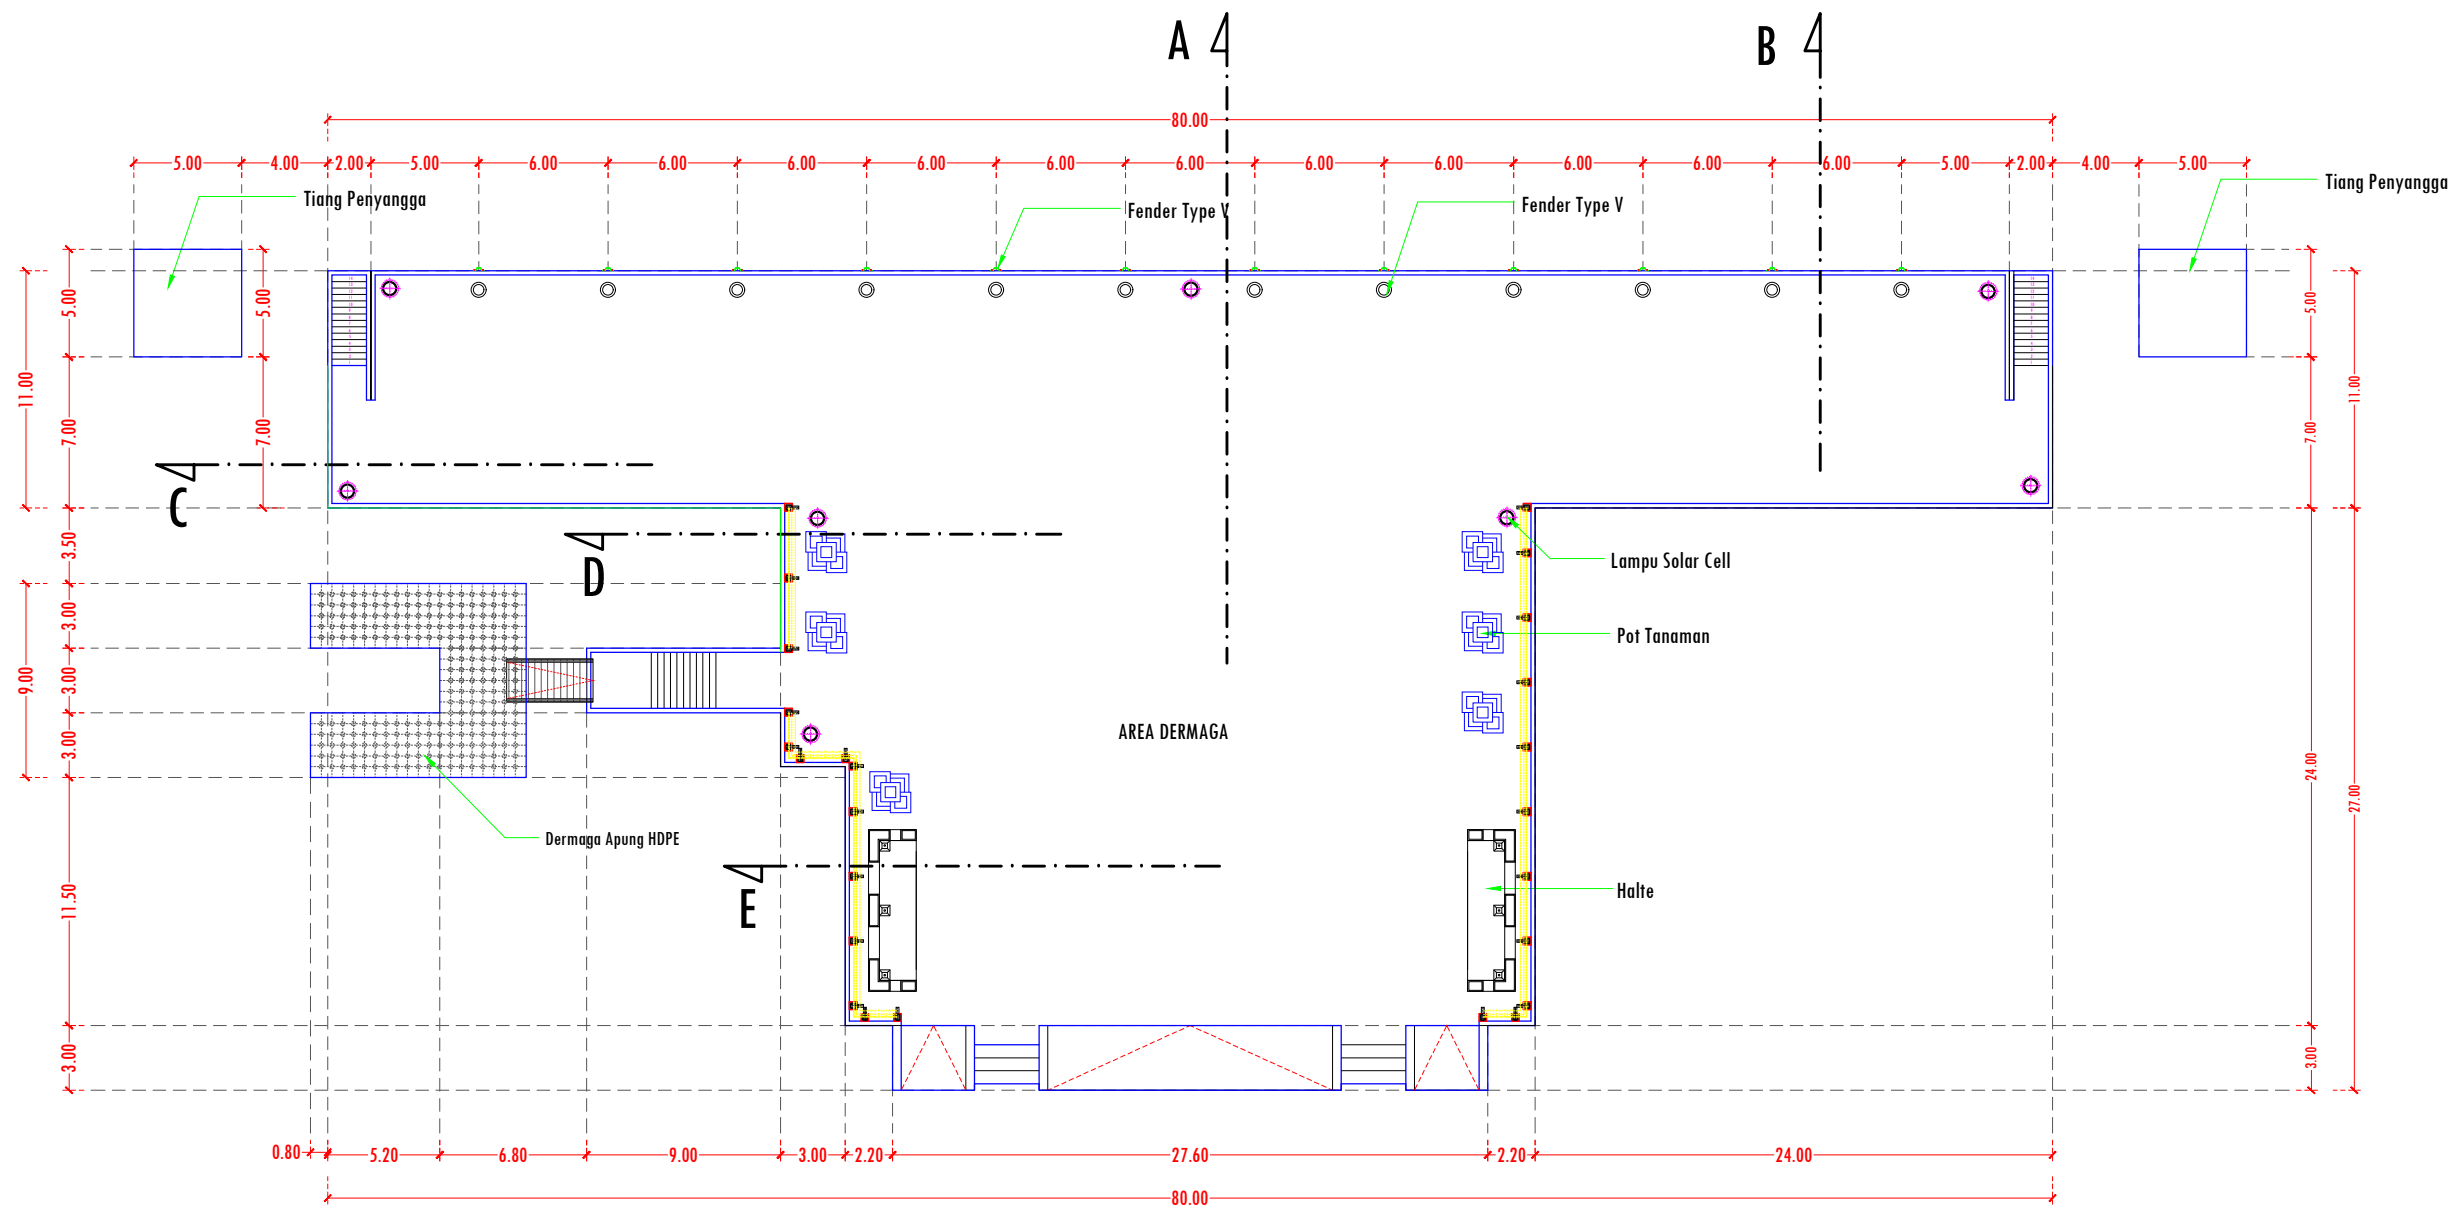 A
B
80.00
5.00 4.00 2.00 5.00 6.00 6.00 6.00 6.00 6.00 6.00 6.00 6.00 6.00 6.00 6.00 5.00 2.00 4.00 5.00
Tiang Penyangga
Fender Type V
Fender Type V
Tiang Penyangga
5.00
5.00
5.00
11.00
11.00
7.00
7.00
7.00
C
3.50
D
Lampu Solar Cell
3.00
Pot Tanaman
9.00
3.00
3.00
AREA DERMAGA
24.00
27.00
Dermaga Apung HDPE
11.50
E
Halte
3.00
3.00
0.80 5.20 6.80 9.00 3.00 2.20 27.60 2.20 24.00
80.00